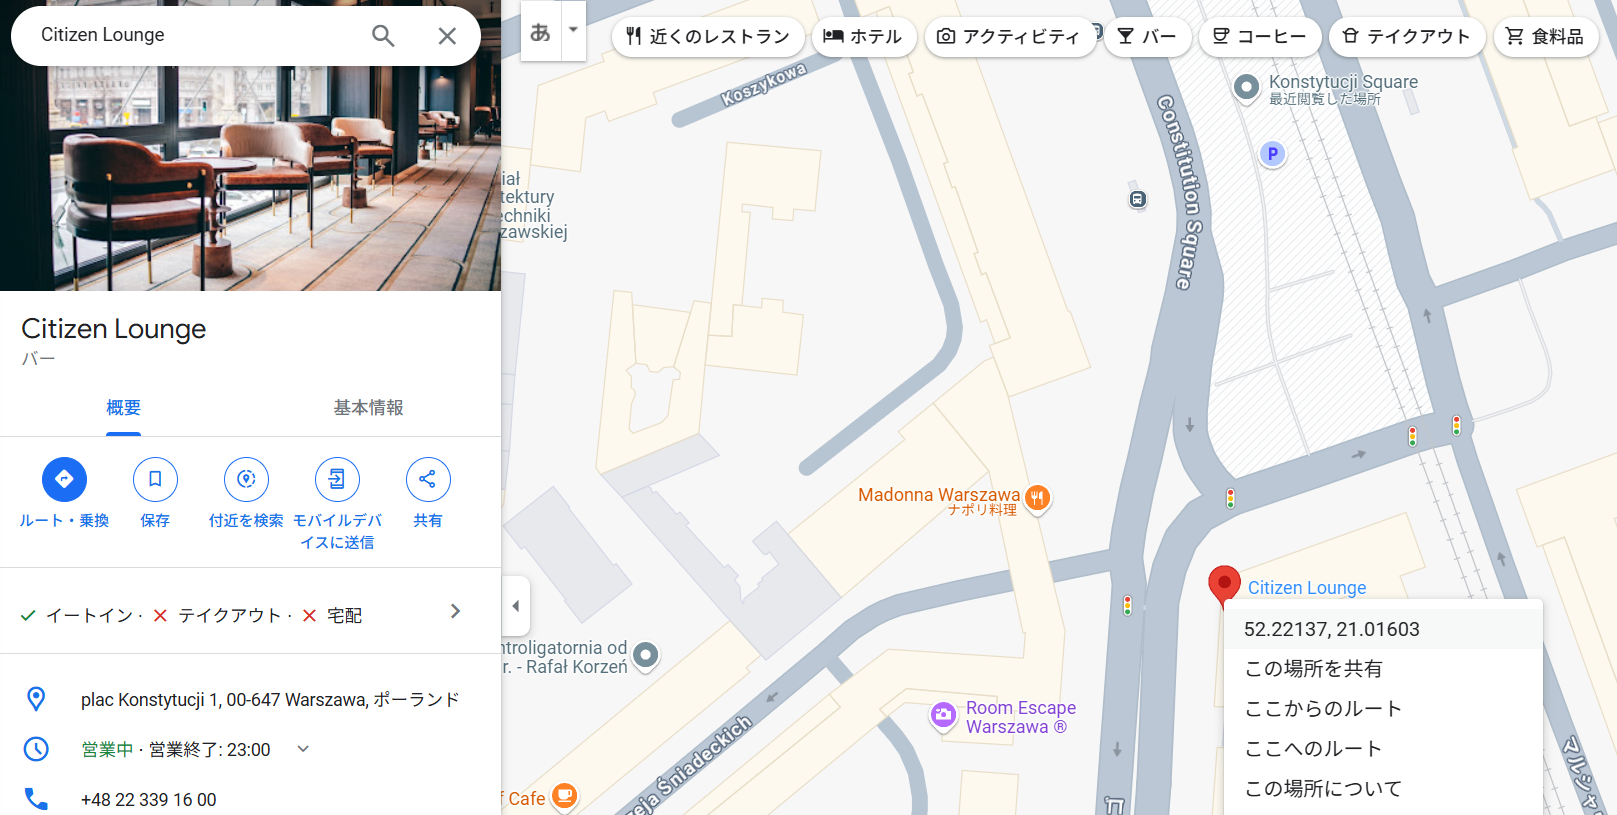 Citizen Lounge
あ
近くのレストラン
ホテル
アクティビティ
バー
コーヒー
テイクアウト
食料品
Citizen Lounge
バー
概要
基本情報
ルート・乗換
保存
付近を検索
モバイルデバ
イスに送信
共有
イートイン · テイクアウト · 宅配
plac Konstytucji 1, 00-647 Warszawa, ポーランド
営業中 · 営業終了: 23:00
+48 22 339 16 00
Koszykowa
Constitution Square
Konstytucji Square
最近閲覧した場所
P
iał
tektury
echniki
zawskiej
Madonna Warszawa
ナポリ料理
Citizen Lounge
52.22137, 21.01603
この場所を共有
ここからのルート
ここへのルート
この場所について
ntroligatornia od
r. - Rafał Korzeń
Room Escape
Warszawa ®
eja Śniadeckich
f Cafe
マルシャ